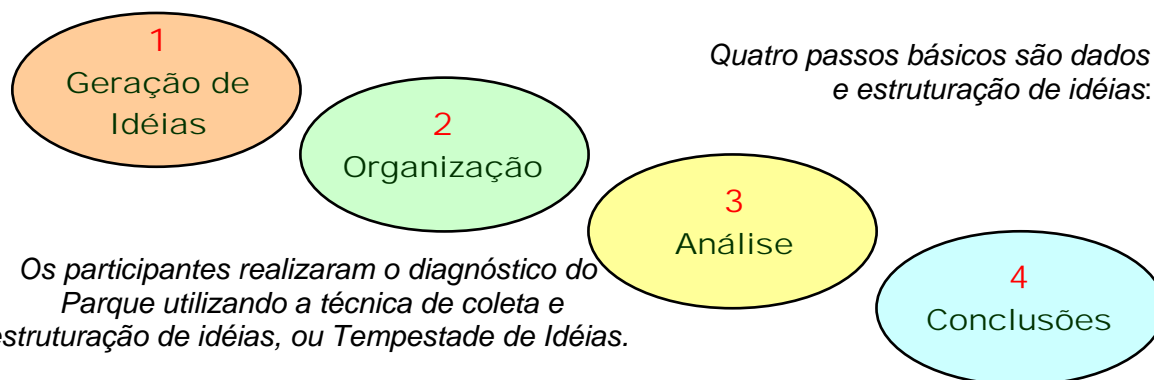 1
Geração de
Idéias
Quatro passos básicos são dados
e estruturação de idéias:
2
Organização
3
Análise
Os participantes realizaram o diagnóstico do
Parque utilizando a técnica de coleta e
estruturação de idéias, ou Tempestade de Idéias.
4
Conclusões